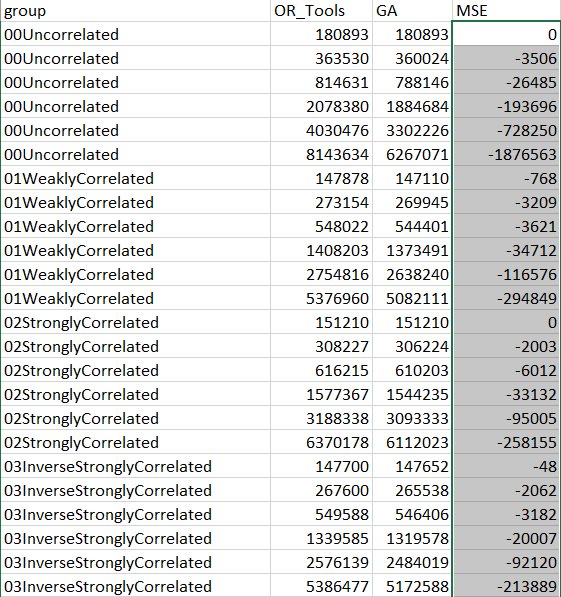 group OR_Tools GA MSE
00Uncorrelated 180893 180893 0
00Uncorrelated 363530 360024 -3506
00Uncorrelated 814631 788146 -26485
00Uncorrelated 2078380 1884684 -193696
00Uncorrelated 4030476 3302226 -728250
00Uncorrelated 8143634 6267071 -1876563
01WeaklyCorrelated 147878 147110 -768
01WeaklyCorrelated 273154 269945 -3209
01WeaklyCorrelated 548022 544401 -3621
01WeaklyCorrelated 1408203 1373491 -34712
01WeaklyCorrelated 2754816 2638240 -116576
01WeaklyCorrelated 5376960 5082111 -294849
02StronglyCorrelated 151210 151210 0
02StronglyCorrelated 308227 306224 -2003
02StronglyCorrelated 616215 610203 -6012
02StronglyCorrelated 1577367 1544235 -33132
02StronglyCorrelated 3188338 3093333 -95005
02StronglyCorrelated 6370178 6112023 -258155
03InverseStronglyCorrelated 147700 147652 -48
03InverseStronglyCorrelated 267600 265538 -2062
03InverseStronglyCorrelated 549588 546406 -3182
03InverseStronglyCorrelated 1339585 1319578 -20007
03InverseStronglyCorrelated 2576139 2484019 -92120
03InverseStronglyCorrelated 5386477 5172588 -213889